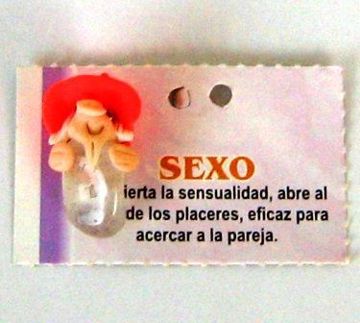 SEXO
ierta la sensualidad, abre al
de los placeres, eficaz para
acercar a la pareja.